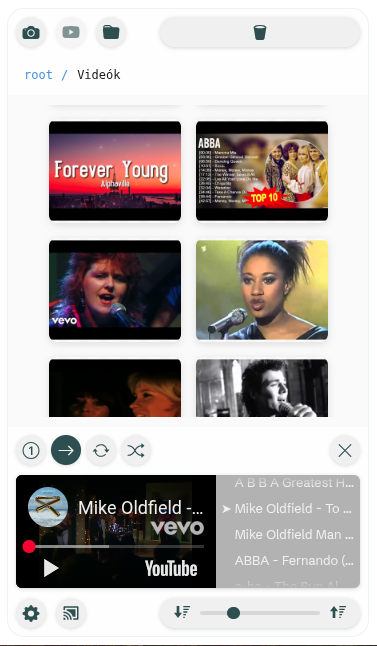 root / Videók
Forever Young
Alphaville
ABBA
TOP 10
vevo
1
Mike Oldfield -...
vevo
YouTube
A B B A Greatest H...
➤ Mike Oldfield - To ...
Mike Oldfield Man ...
ABBA - Fernando (...